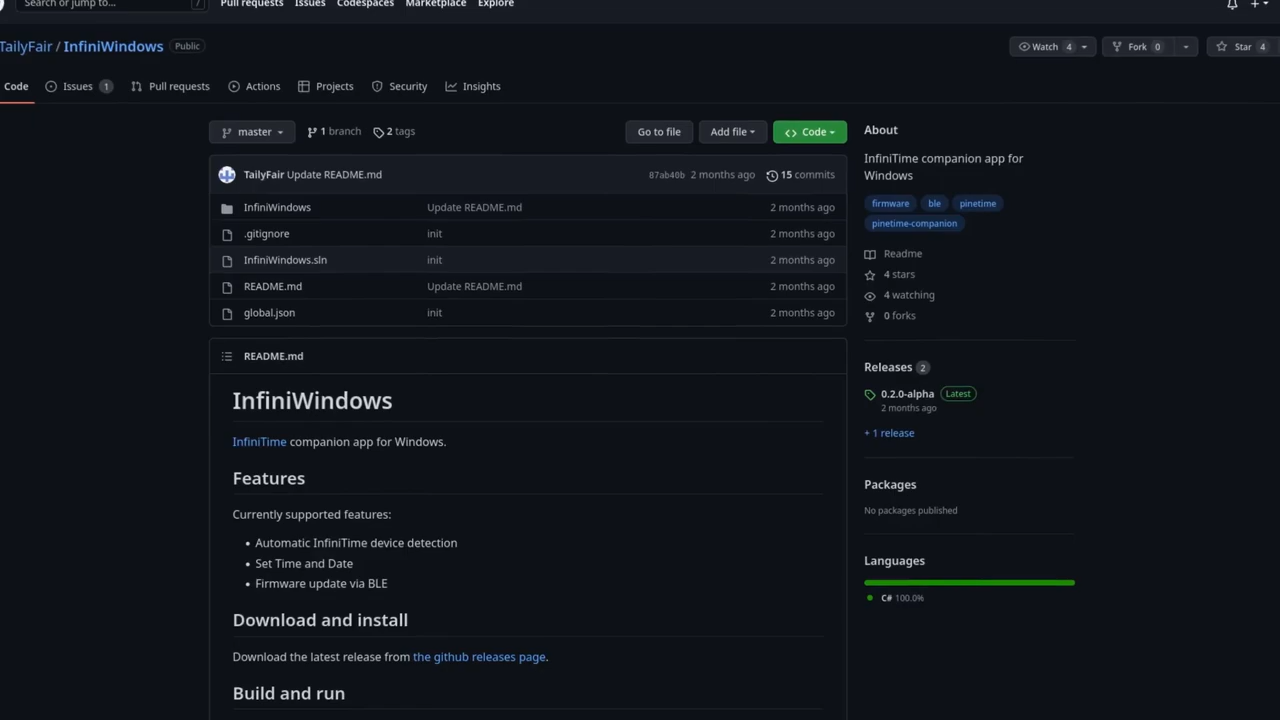 Search or jump to... / Pull requests Issues Codespaces Marketplace Explore
TailyFair / InfiniWindows Public Watch 4 Fork 0 Star 4
Code Issues 1 Pull requests Actions Projects Security Insights
master 1 branch 2 tags Go to file Add file Code
TailyFair Update README.md 87ab40b 2 months ago 15 commits
InfiniWindows Update README.md 2 months ago
.gitignore init 2 months ago
InfiniWindows.sln init 2 months ago
README.md Update README.md 2 months ago
global.json init 2 months ago
README.md
InfiniWindows
InfiniTime companion app for Windows.
Features
Currently supported features:
• Automatic InfiniTime device detection
• Set Time and Date
• Firmware update via BLE
Download and install
Download the latest release from the github releases page.
Build and run
About
InfiniTime companion app for
Windows
firmware ble pinetime
pinetime-companion
Readme
4 stars
4 watching
0 forks
Releases 2
0.2.0-alpha Latest
2 months ago
+ 1 release
Packages
No packages published
Languages
C# 100.0%